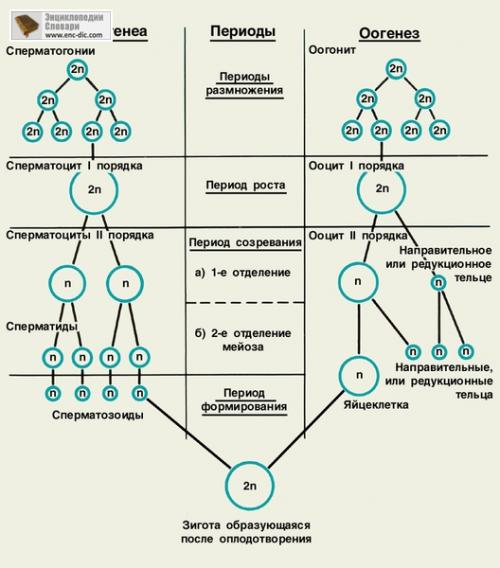 Энциклопедии
Словари
www.enc-dic.com
генеа
Периоды
Оогенез
Сперматогонии
Оогонит
2n
2n
2n
2n
2n
2n
2n
Периоды
размножения
2n
2n
2n
2n
2n
2n
2n
Сперматоцит I порядка
2n
Период роста
Ооцит I порядка
2n
Сперматоциты II порядка
Период созревания
Ооцит II порядка
Направительное
или редукционное
тельце
а) 1-е отделение
n
n
n
n
Сперматиды
б) 2-е отделение
мейоза
n
n
n
n
n
n
n
n
Направительные,
или редукционные
тельца
n
n
n
n
Период
формирования
Яйцеклетка
Сперматозоиды
2n
Зигота образующаяся
после оплодотворения